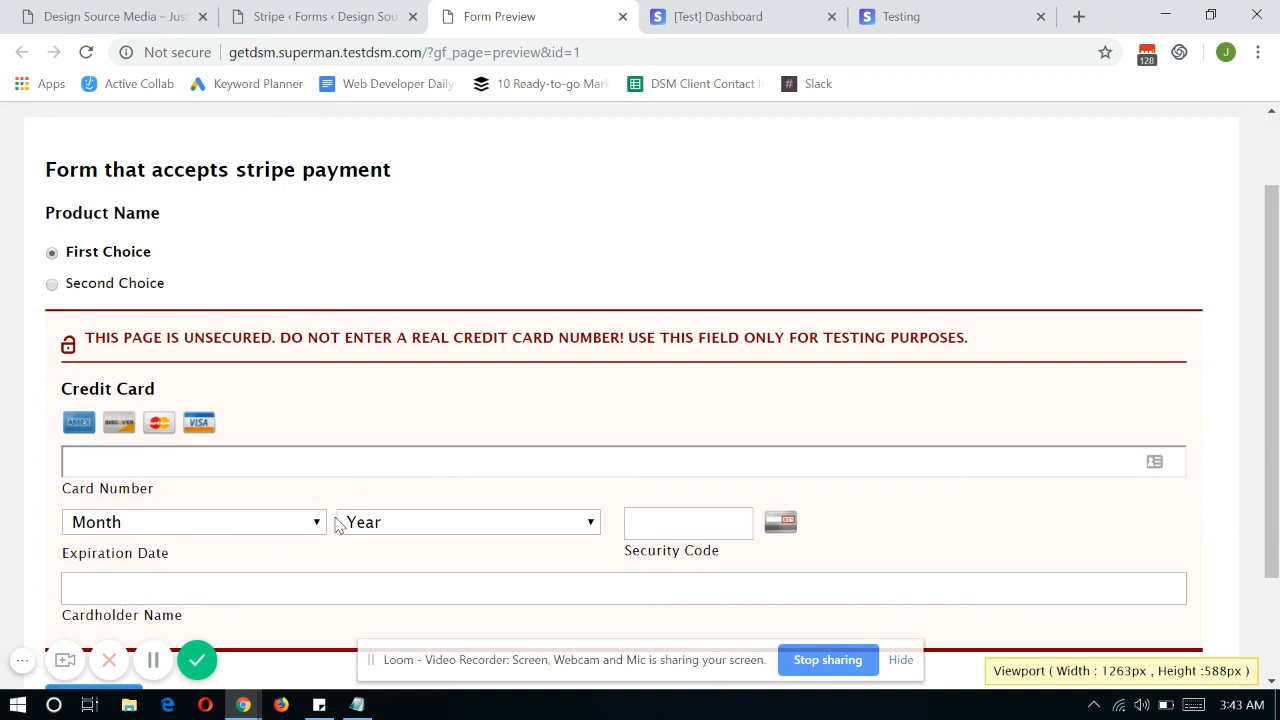 Design Source Media – Jus
Stripe ‹ Forms ‹ Design Sou
Form Preview
[Test] Dashboard
Testing
Not secure
getdsm.superman.testdsm.com/?gf_page=preview&id=1
128
J
Apps
Active Collab
Keyword Planner
Web Developer Daily
10 Ready-to-go Mark
DSM Client Contact I
Slack
Form that accepts stripe payment
Product Name
First Choice
Second Choice
THIS PAGE IS UNSECURED. DO NOT ENTER A REAL CREDIT CARD NUMBER! USE THIS FIELD ONLY FOR TESTING PURPOSES.
Credit Card
AMEX
DISCOVER
MasterCard
VISA
Card Number
Month
Year
Expiration Date
Security Code
Cardholder Name
Loom - Video Recorder: Screen, Webcam and Mic is sharing your screen.
Stop sharing
Hide
Viewport ( Width : 1263px , Height :588px )
3:43 AM